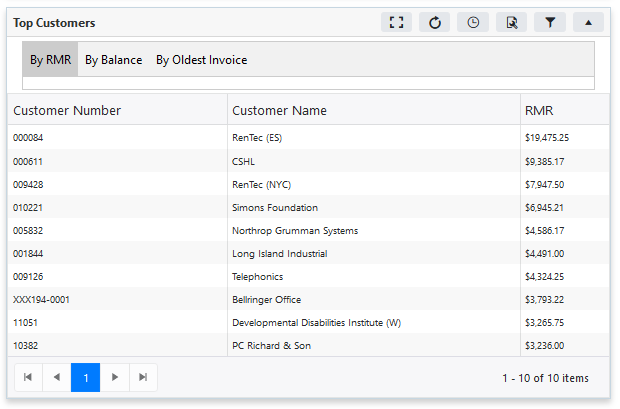 Top Customers
By RMR By Balance By Oldest Invoice
Customer Number Customer Name RMR
000084 RenTec (ES) $19,475.25
000611 CSHL $9,385.17
009428 RenTec (NYC) $7,947.50
010221 Simons Foundation $6,945.21
005832 Northrop Grumman Systems $4,586.17
001844 Long Island Industrial $4,491.00
009126 Telephonics $4,324.25
XXX194-0001 Bellringer Office $3,793.22
11051 Developmental Disabilities Institute (W) $3,265.75
10382 PC Richard & Son $3,236.00
1 1 - 10 of 10 items